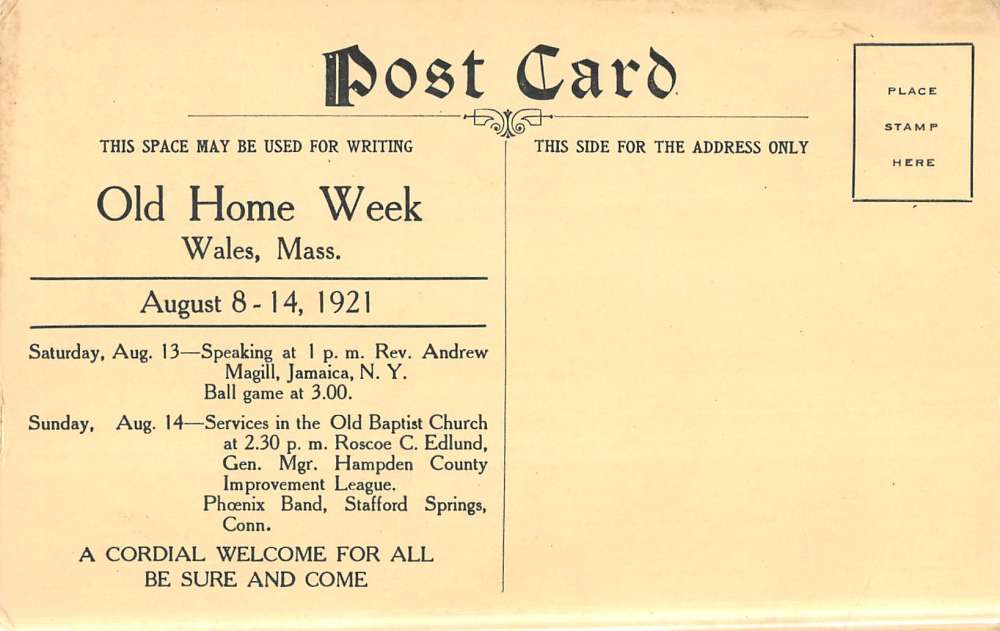 Post Card
PLACE
STAMP
HERE
THIS SPACE MAY BE USED FOR WRITING
THIS SIDE FOR THE ADDRESS ONLY
Old Home Week
Wales, Mass.
August 8-14, 1921
Saturday, Aug. 13—Speaking at 1 p. m. Rev. Andrew
Magill, Jamaica, N. Y.
Ball game at 3.00.
Sunday, Aug. 14—Services in the Old Baptist Church
at 2.30 p. m. Roscoe C. Edlund,
Gen. Mgr. Hampden County
Improvement League.
Phœnix Band, Stafford Springs,
Conn.
A CORDIAL WELCOME FOR ALL
BE SURE AND COME